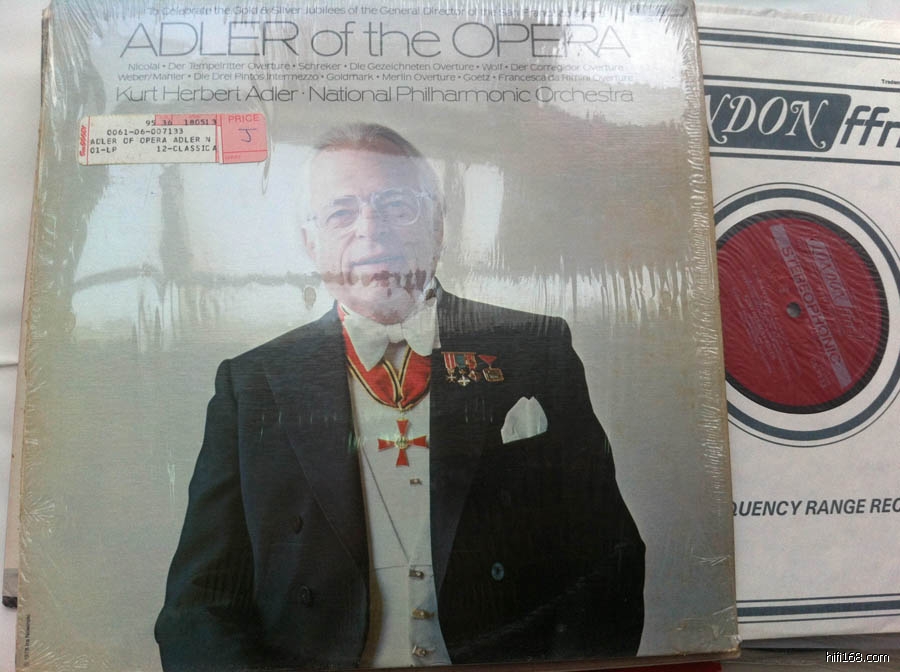 To Celebrate the Gold & Silver Jubilees of the General Director of the San
ADLER of the OPERA
Nicolai • Der Tempelritter Overture • Schreker • Die Gezeichneten Overture • Wolf • Der Corregidor Overture
Weber/Mahler • Die Drei Pintos Intermezzo • Goldmark • Merlin Overture • Goetz • Francesca da Rimini Overture
Kurt Herbert Adler • National Philharmonic Orchestra
95 16 180513
0061-06-007133
ADLER OF OPERA ADLER N
01-LP 12-CLASSICA
PRICE
J
NDON ffrr
LONDON
STEREOPHONIC
QUENCY RANGE REC
hifi168.com